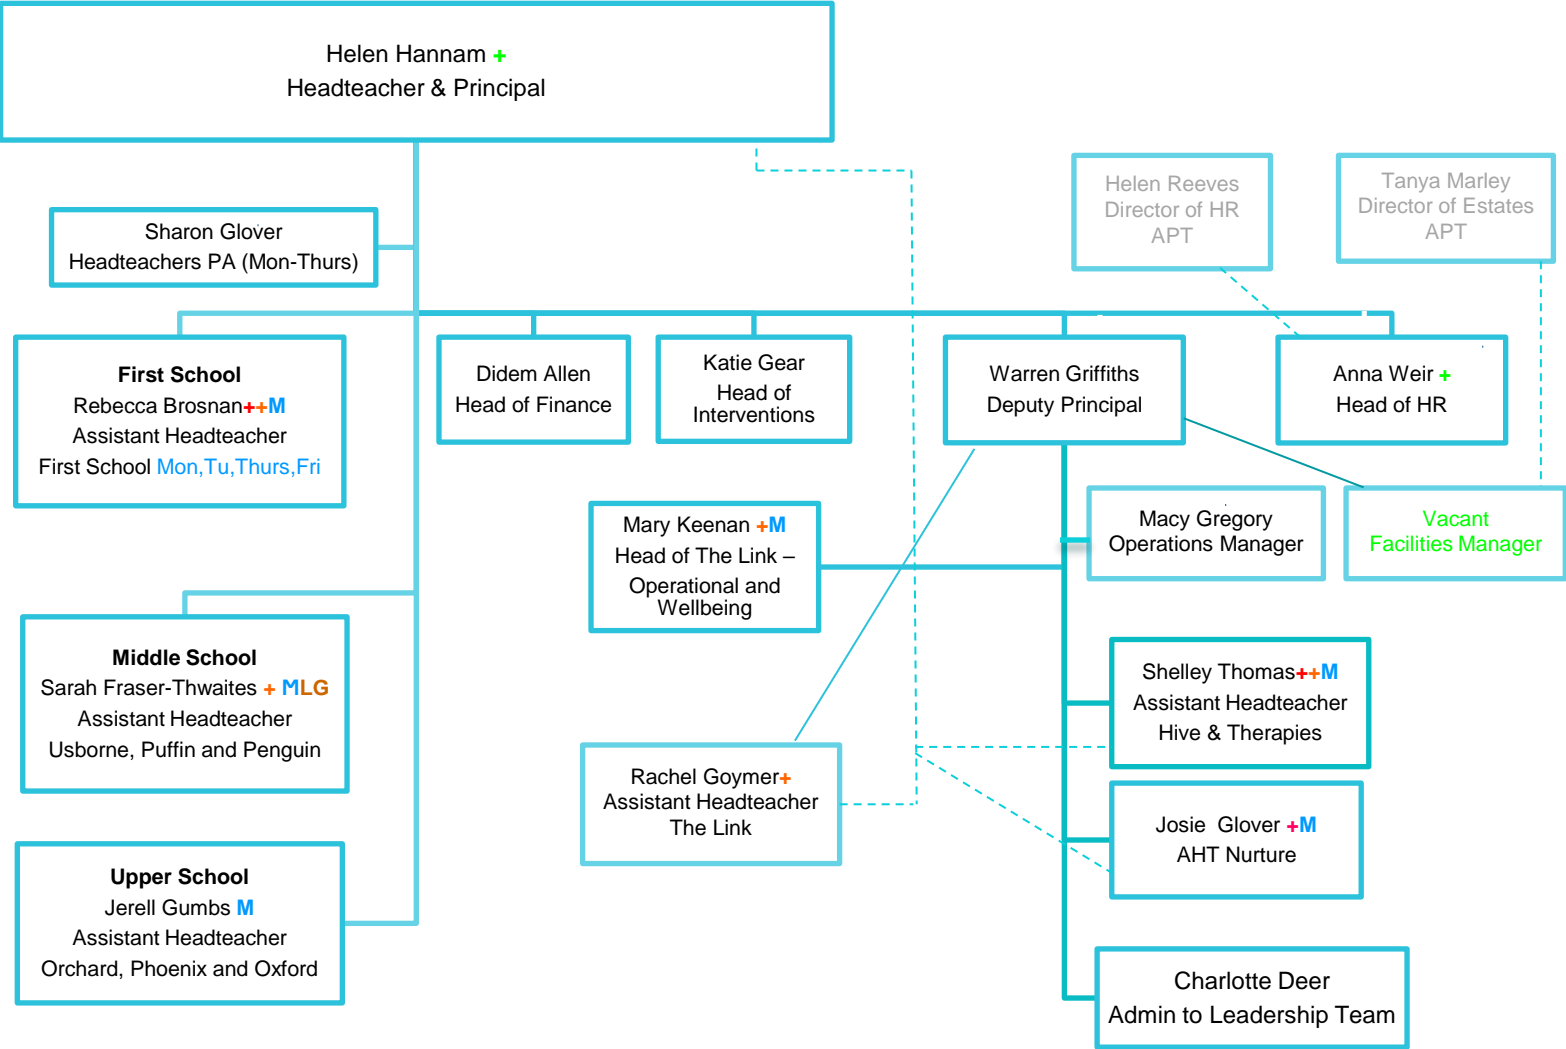 Helen Hannam +
Headteacher & Principal
Helen Reeves
Director of HR
APT
Tanya Marley
Director of Estates
APT
Sharon Glover
Headteachers PA (Mon-Thurs)
First School
Rebecca Brosnan++M
Assistant Headteacher
First School Mon,Tu,Thurs,Fri
Didem Allen
Head of Finance
Katie Gear
Head of
Interventions
Warren Griffiths
Deputy Principal
Anna Weir +
Head of HR
Mary Keenan +M
Head of The Link –
Operational and
Wellbeing
Macy Gregory
Operations Manager
Vacant
Facilities Manager
Middle School
Sarah Fraser-Thwaites + MLG
Assistant Headteacher
Usborne, Puffin and Penguin
Shelley Thomas++M
Assistant Headteacher
Hive & Therapies
Rachel Goymer+
Assistant Headteacher
The Link
Josie  Glover +M
AHT Nurture
Upper School
Jerell Gumbs M
Assistant Headteacher
Orchard, Phoenix and Oxford
Charlotte Deer
Admin to Leadership Team